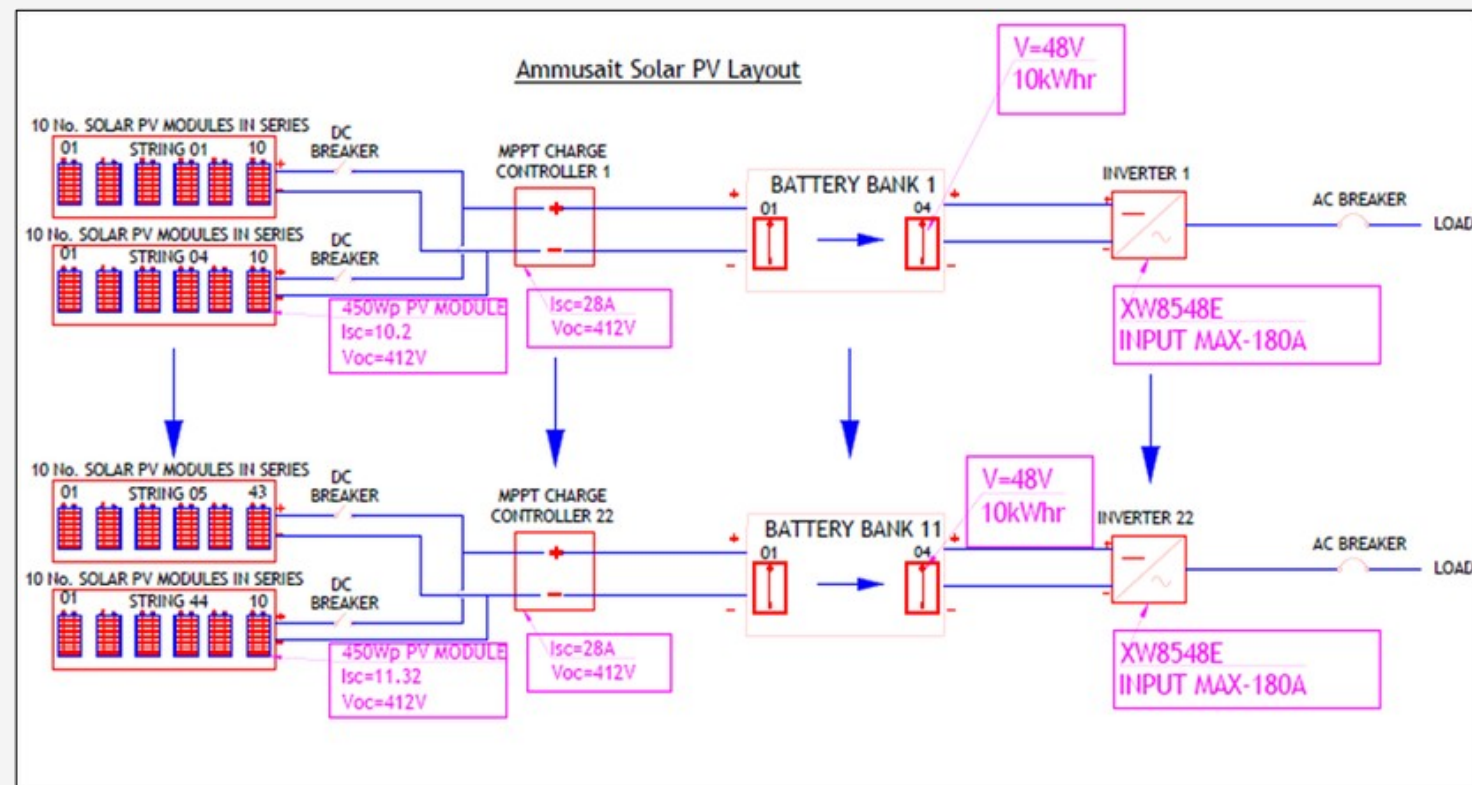 Ammusait Solar PV Layout
V=48V
10kWhr
10 No. SOLAR PV MODULES IN SERIES
01 STRING 01 10
DC
BREAKER
MPPT CHARGE
CONTROLLER 1
+
-
BATTERY BANK 1
01 04
+
-
+
-
INVERTER 1
+
-
AC BREAKER
LOAD
10 No. SOLAR PV MODULES IN SERIES
01 STRING 04 10
DC
BREAKER
450Wp PV MODULE
Isc=10.2
Voc=412V
Isc=28A
Voc=412V
XW8548E
INPUT MAX-180A
10 No. SOLAR PV MODULES IN SERIES
01 STRING 05 43
DC
BREAKER
MPPT CHARGE
CONTROLLER 22
+
-
BATTERY BANK 11
01 04
+
-
+
-
V=48V
10kWhr
INVERTER 22
+
-
AC BREAKER
LOAD
10 No. SOLAR PV MODULES IN SERIES
01 STRING 44 10
DC
BREAKER
450Wp PV MODULE
Isc=11.32
Voc=412V
Isc=28A
Voc=412V
XW8548E
INPUT MAX-180A